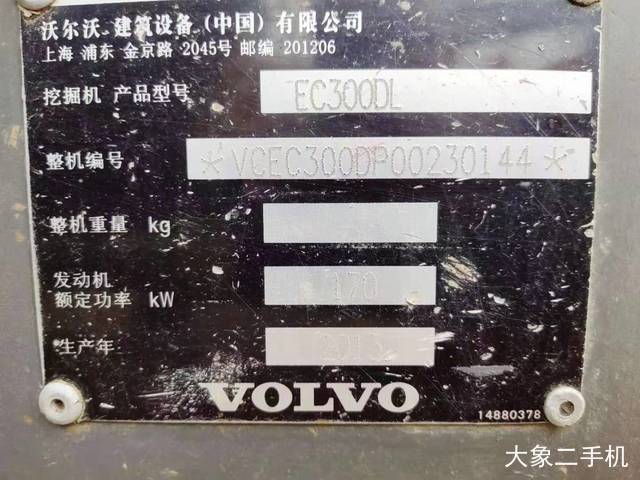 沃尔沃 建筑设备（中国）有限公司
上海 浦东 金京路 2045号 邮编 201206
挖掘机 产品型号 EC300DL
整机编号 *VCEC300DP00230144*
整机重量 kg
发动机
额定功率 kW 170
生产年
VOLVO
14880378
大象二手机